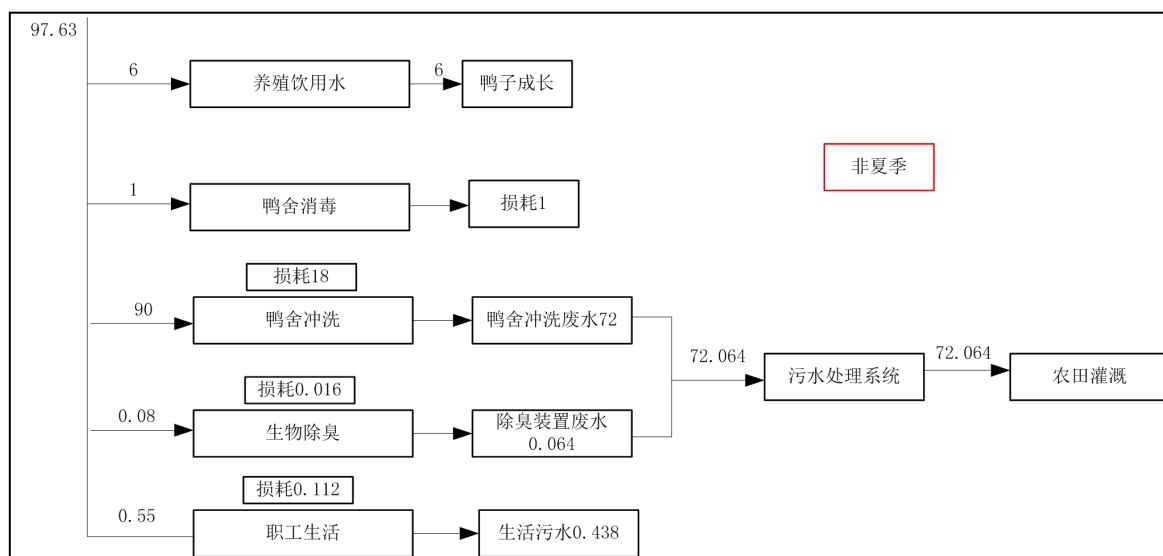 97.63
6
养殖饮用水
6
鸭子成长
非夏季
1
鸭舍消毒
损耗1
损耗18
90
鸭舍冲洗
鸭舍冲洗废水72
72.064
污水处理系统
72.064
农田灌溉
损耗0.016
0.08
生物除臭
除臭装置废水
0.064
损耗0.112
0.55
职工生活
生活污水0.438